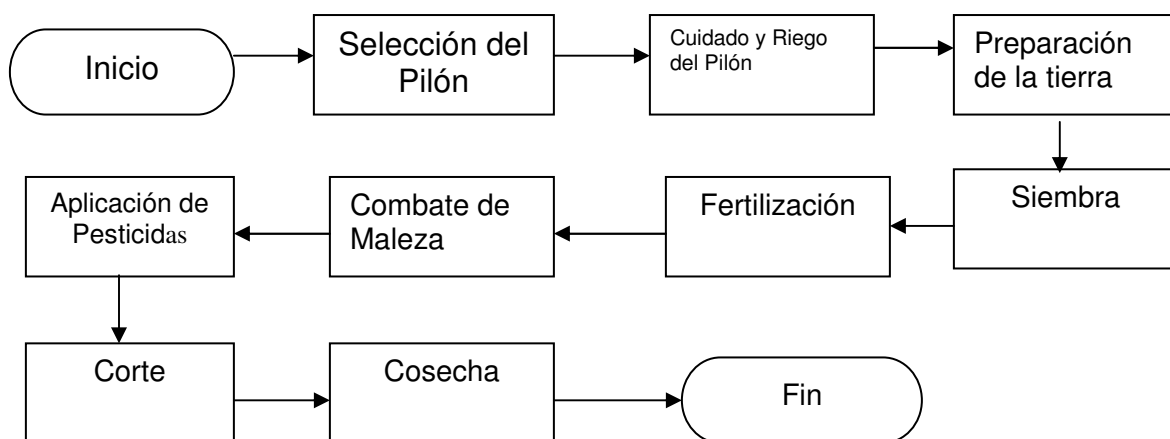 Inicio
Selección del
Pilón
Cuidado y Riego
del Pilón
Preparación
de la tierra
Siembra
Fertilización
Combate de
Maleza
Aplicación de
Pesticidas
Corte
Cosecha
Fin